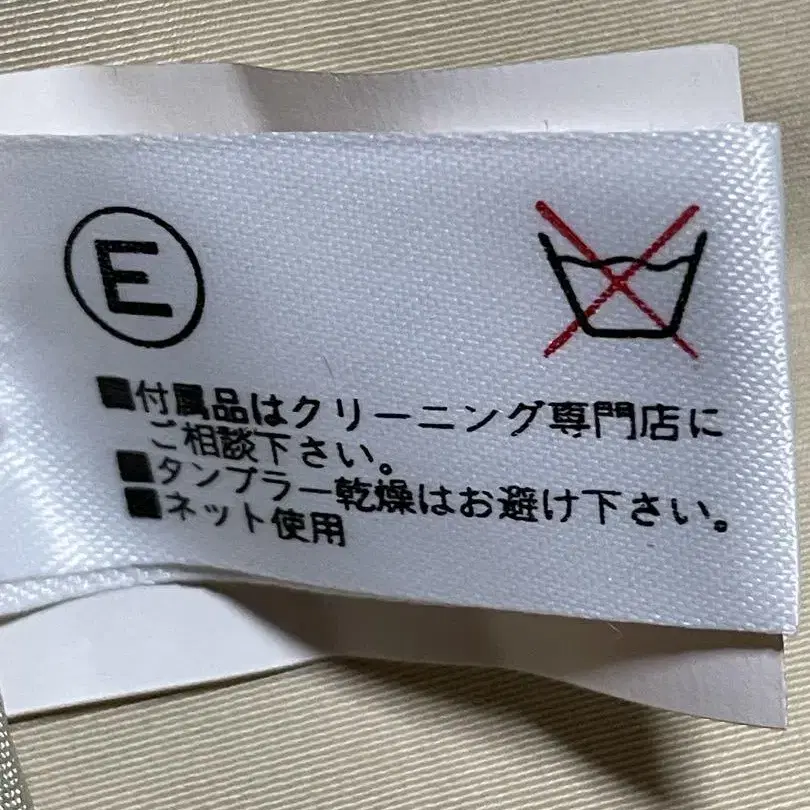 E
■付属品はクリーニング専門店に
ご相談下さい。
■タンブラー乾燥はお避け下さい。
■ネット使用